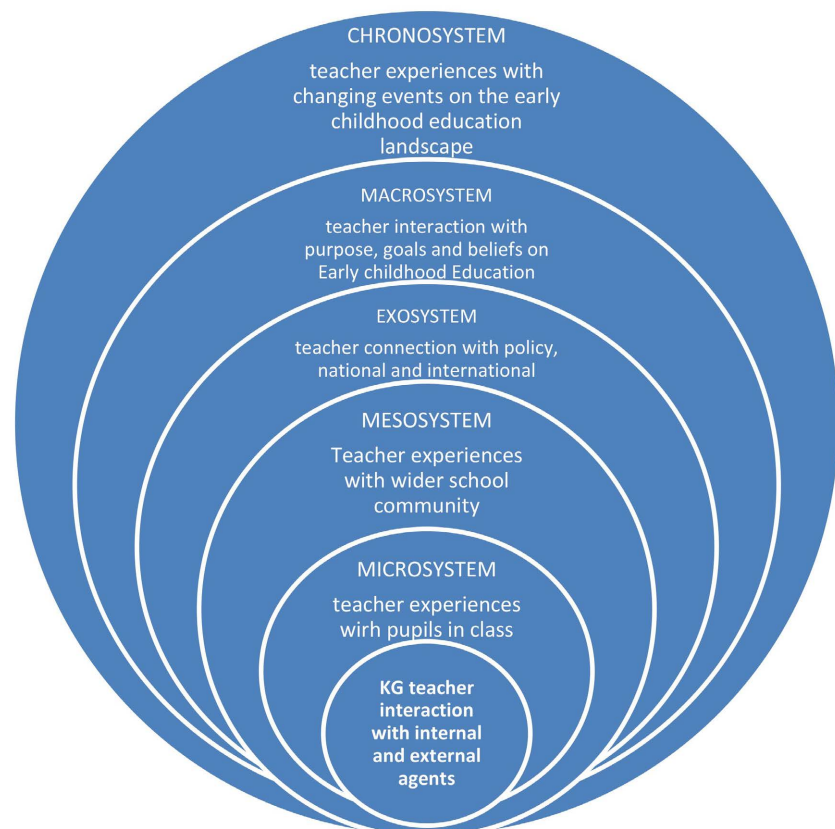 CHRONOSYSTEM
teacher experiences with
changing events on the early
childhood education
landscape
MACROSYSTEM
teacher interaction with
purpose, goals and beliefs on
Early childhood Education
EXOSYSTEM
teacher connection with policy,
national and international
MESOSYSTEM
Teacher experiences
with wider school
community
MICROSYSTEM
teacher experiences
wirh pupils in class
KG teacher
interaction
with internal
and external
agents